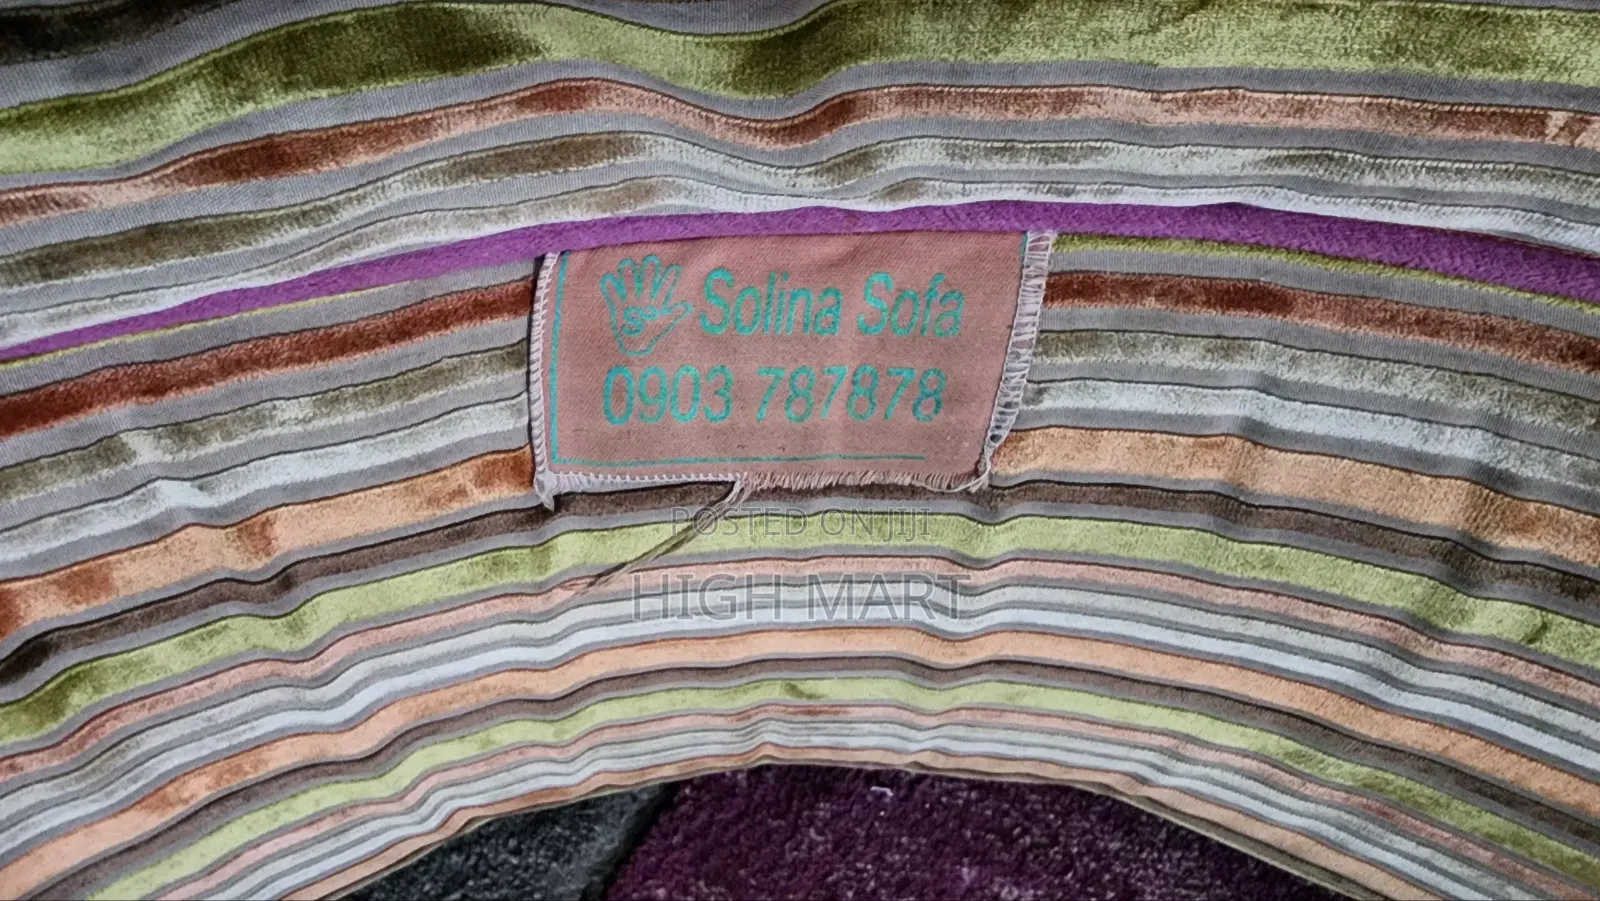 Solina Sofa
0903 787878
POSTED ON JIJI
HIGH MART